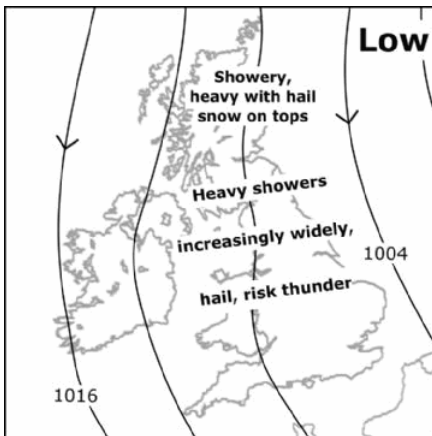 Low
Showery,
heavy with hail
snow on tops
Heavy showers
increasingly widely,
1004
hail, risk thunder
1016